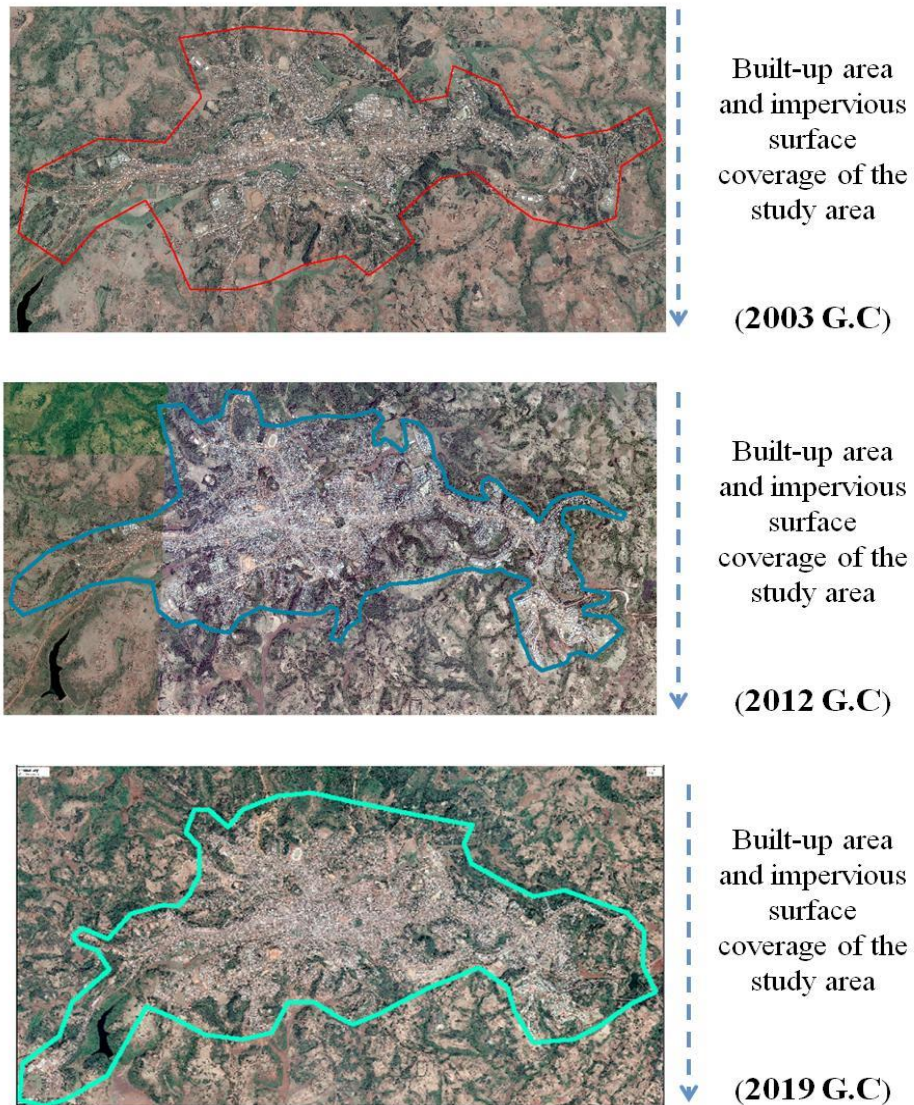 Built-up area
and impervious
surface
coverage of the
study area
(2003 G.C)
Built-up area
and impervious
surface
coverage of the
study area
(2012 G.C)
Built-up area
and impervious
surface
coverage of the
study area
(2019 G.C)